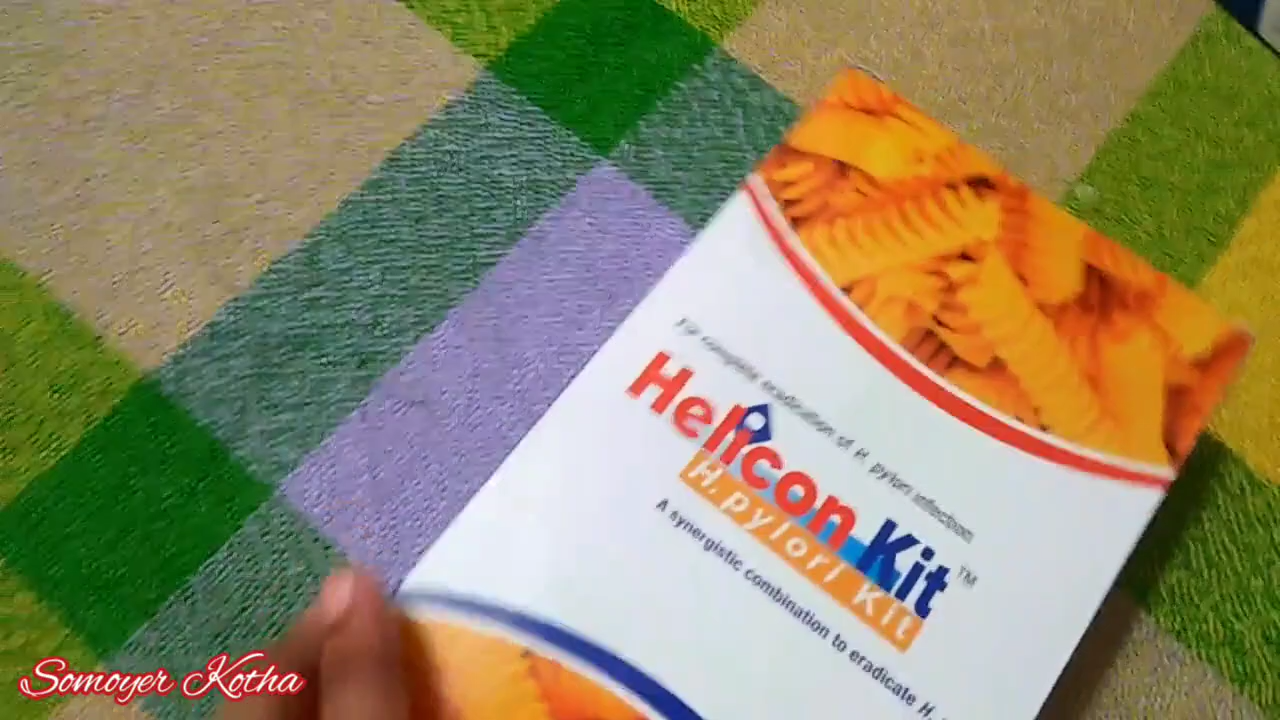 For complete eradication of H. pylori infection
Helicon Kit™
H.pylori Kit
A synergistic combination to eradicate H.
Somoyer Kotha